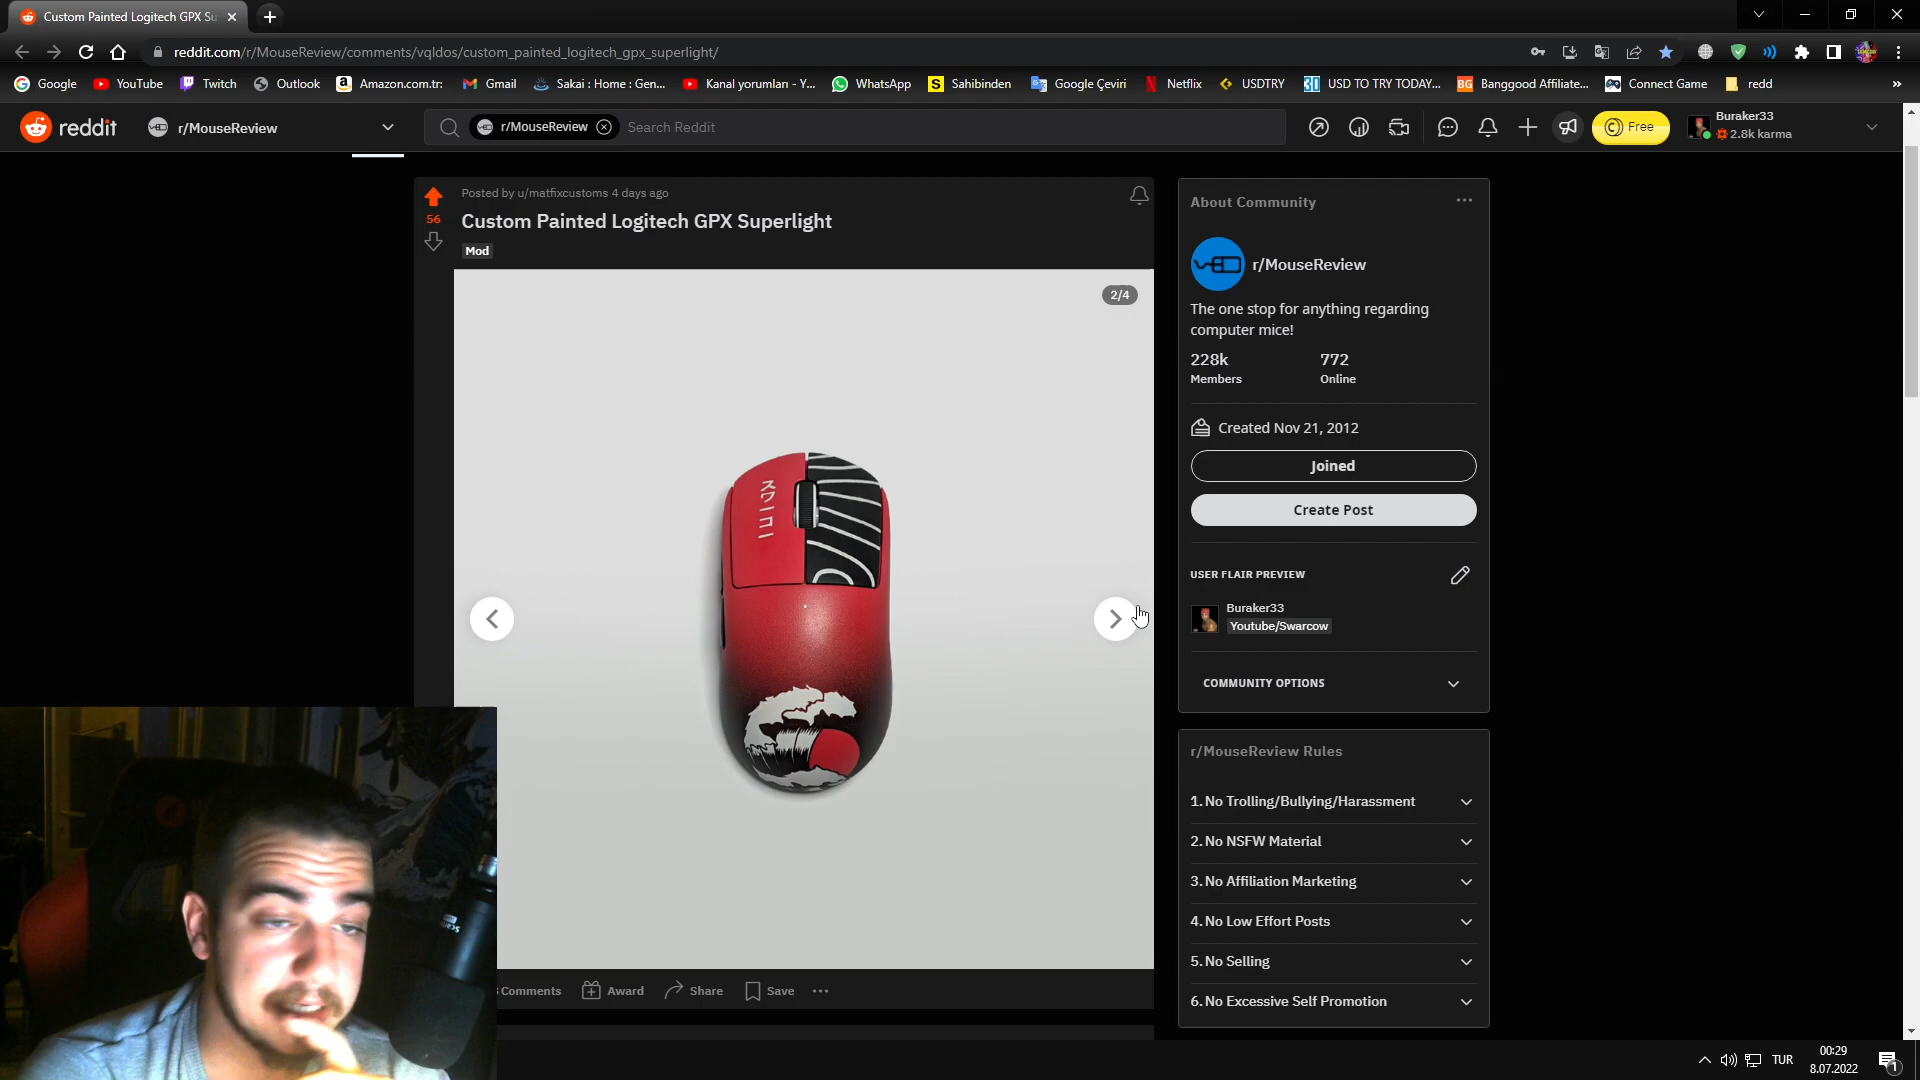 Custom Painted Logitech GPX Su
reddit.com/r/MouseReview/comments/vqldos/custom_painted_logitech_gpx_superlight/
Google YouTube Twitch Outlook Amazon.com.tr: Gmail Sakai : Home : Gen... Kanal yorumları - Y... WhatsApp Sahibinden Google Çeviri Netflix USDTRY USD TO TRY TODAY... Banggood Affiliate... Connect Game redd »
reddit r/MouseReview r/MouseReview Search Reddit Free Buraker33
2.8k karma
Posted by u/matfixcustoms 4 days ago
56
Custom Painted Logitech GPX Superlight
Mod
2/4
Comments Award Share Save
About Community
r/MouseReview
The one stop for anything regarding
computer mice!
228k 772
Members Online
Created Nov 21, 2012
Joined
Create Post
USER FLAIR PREVIEW
Buraker33
Youtube/Swarcow
COMMUNITY OPTIONS
r/MouseReview Rules
1. No Trolling/Bullying/Harassment
2. No NSFW Material
3. No Affiliation Marketing
4. No Low Effort Posts
5. No Selling
6. No Excessive Self Promotion
TUR 00:29
8.07.2022 1